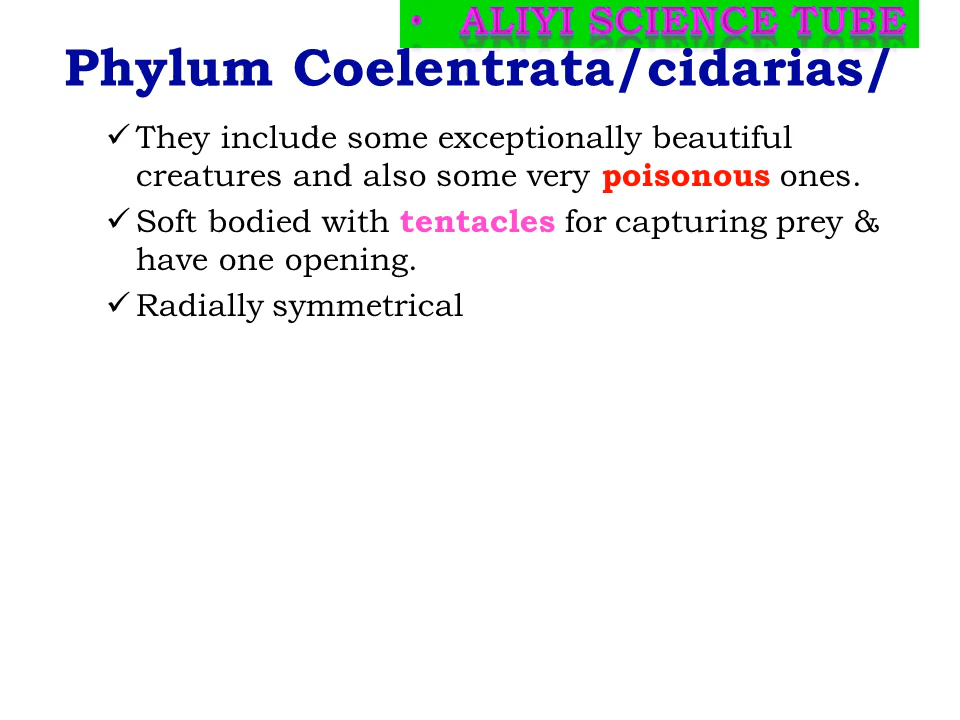 • ALIYI SCIENCE TUBE
Phylum Coelentrata/cidarias/
✓ They include some exceptionally beautiful
creatures and also some very poisonous ones.
✓ Soft bodied with tentacles for capturing prey &
have one opening.
✓ Radially symmetrical